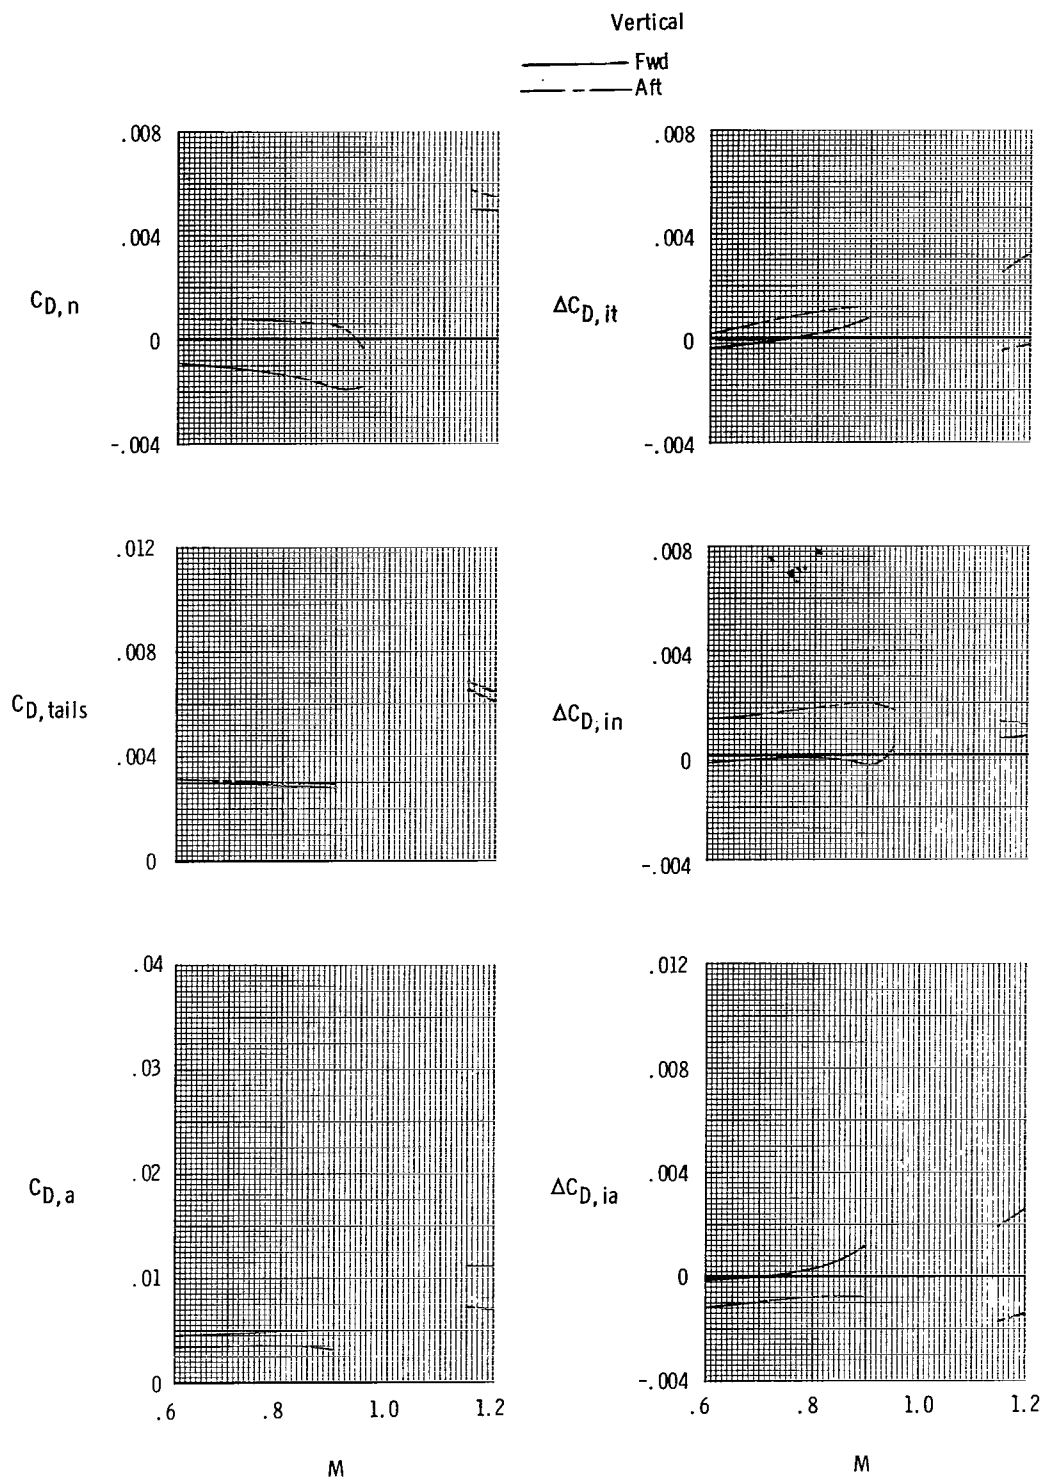 Vertical
Fwd
Aft
.008
.004
0
-.004
C_D,n
.008
.004
0
-.004
ΔC_D,it
.012
.008
.004
0
C_D,tails
.008
.004
0
-.004
ΔC_D,in
.04
.03
.02
.01
0
C_D,a
.6 .8 1.0 1.2
M
.012
.008
.004
0
-.004
ΔC_D,ia
.6 .8 1.0 1.2
M